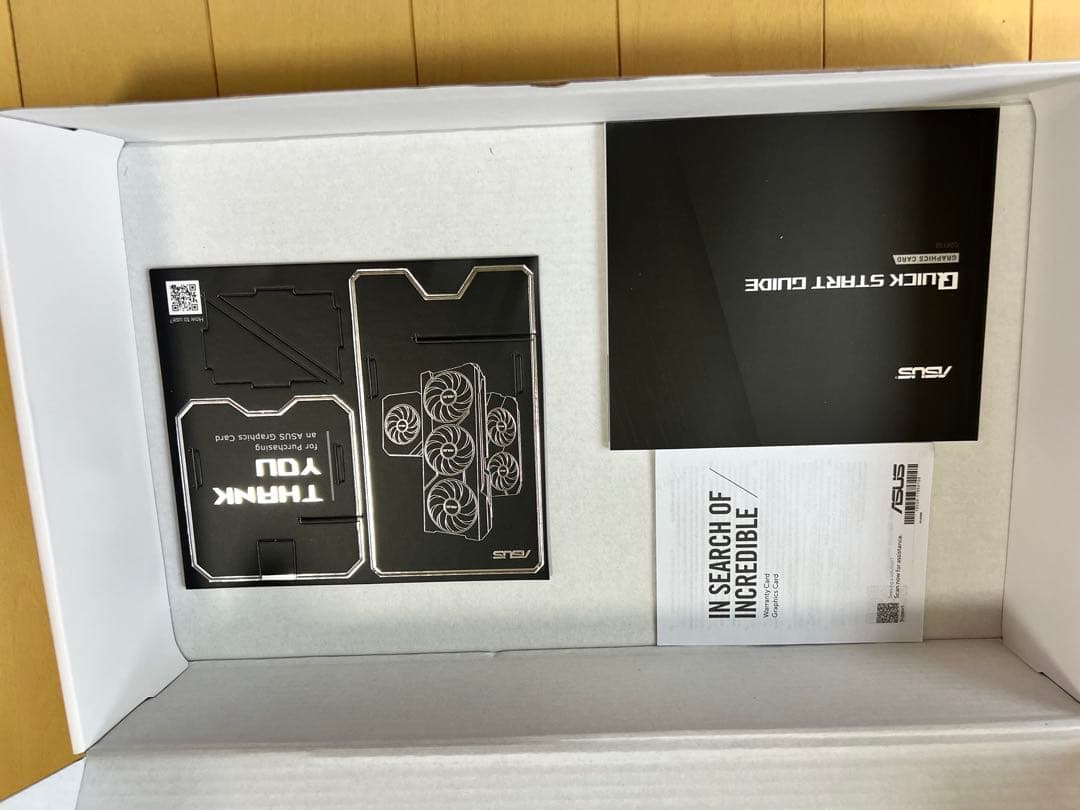 How to use?
THANK
YOU
for Purchasing
an ASUS Graphics Card
ASUS
ASUS
QUICK START GUIDE
GRAPHICS CARD
IN SEARCH OF
INCREDIBLE
Warranty Card
Graphics Card
ASUS
Scan now for assistance.
Support